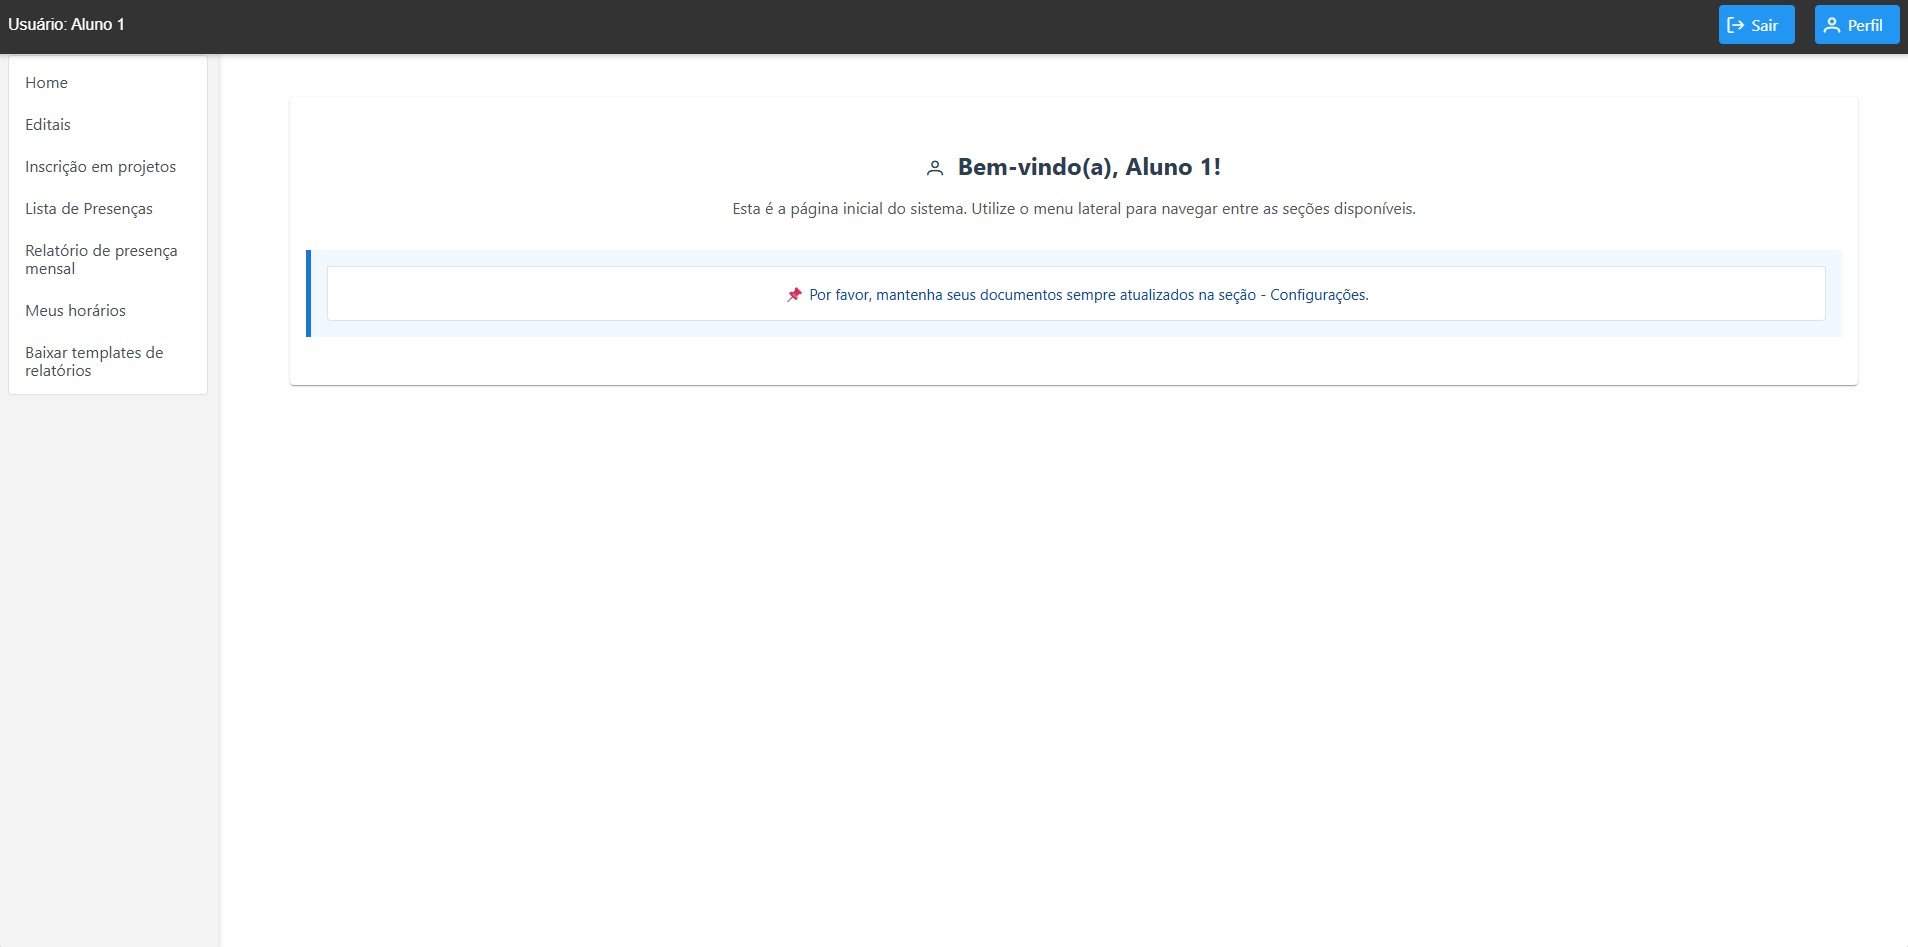 Usuário: Aluno 1
Sair
Perfil
Home
Editais
Inscrição em projetos
Lista de Presenças
Relatório de presença
mensal
Meus horários
Baixar templates de
relatórios
Bem-vindo(a), Aluno 1!
Esta é a página inicial do sistema. Utilize o menu lateral para navegar entre as seções disponíveis.
📌 Por favor, mantenha seus documentos sempre atualizados na seção - Configurações.